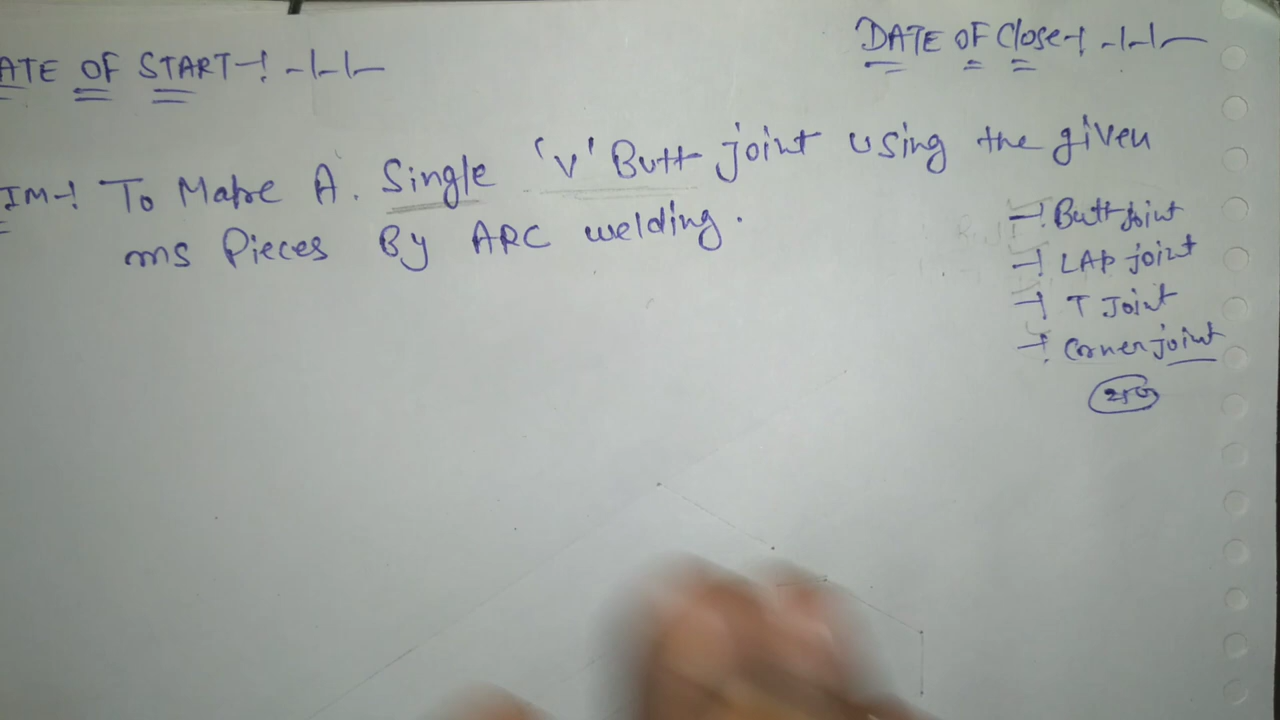 ATE OF START-! -/-/-
DATE OF Close-! -/-/-
IM-! To Make A. Single 'V' Butt joint using the given
ms Pieces By ARC welding.
-! Butt joint
-! LAP joint
-! T Joint
-! Corner joint